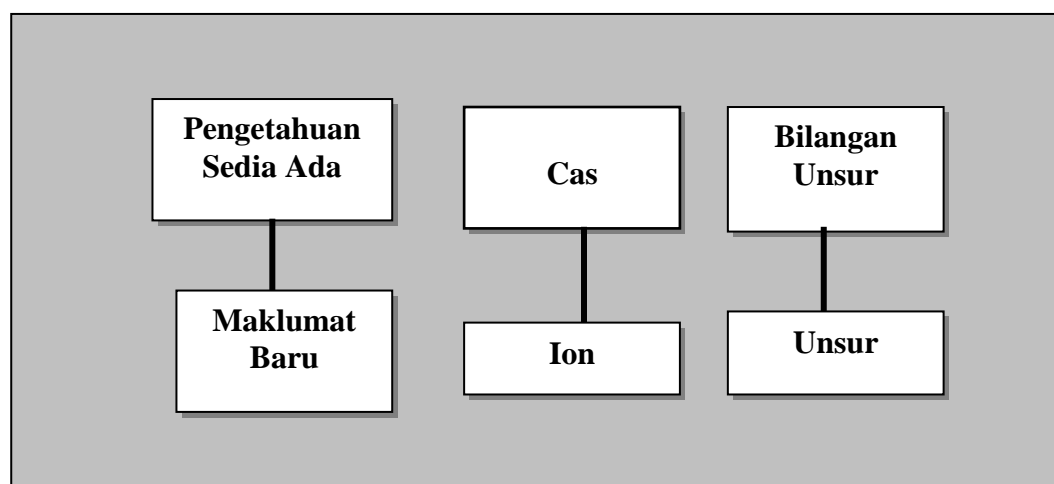 Pengetahuan
Sedia Ada
Cas
Bilangan
Unsur
Maklumat
Baru
Ion
Unsur